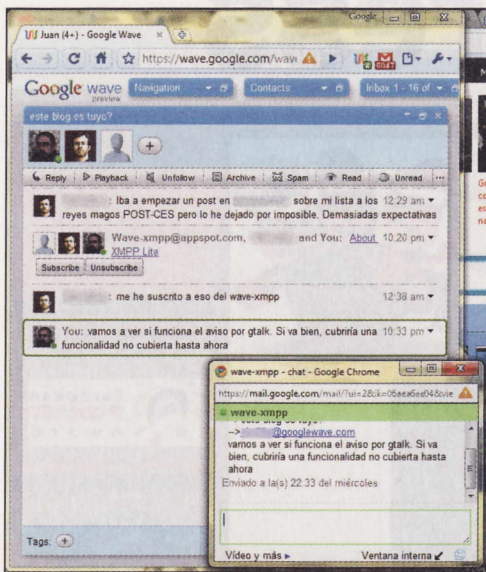 Google
Juan (4+) - Google Wave
https://wave.google.com/wav
Google wave
preview
Navigation
Contacts
Inbox 1 - 16 of
este blog es tuyo?
Reply
Playback
Unfollow
Archive
Spam
Read
Unread
: Iba a empezar un post en sobre mi lista a los 12:29 am
reyes magos POST-CES pero lo he dejado por imposible. Demasiadas expectativas
Wave-xmpp@appspot.com, and You: About 10:20 pm
XMPP Lite
Subscribe Unsubscribe
: me he suscrito a eso del wave-xmpp 12:38 am
You: vamos a ver si funciona el aviso por gtalk. Si va bien, cubriría una 10:33 pm
funcionalidad no cubierta hasta ahora
wave-xmpp - chat - Google Chrome
https://mail.google.com/mail/?ui=2&
wave-xmpp
este blog es tuyo?
-->@googlewave.com
vamos a ver si funciona el aviso por gtalk. Si va
bien, cubriría una funcionalidad no cubierta hasta
ahora
Enviado a la(s) 22:33 del miércoles
Tags:
Vídeo y más
Ventana interna